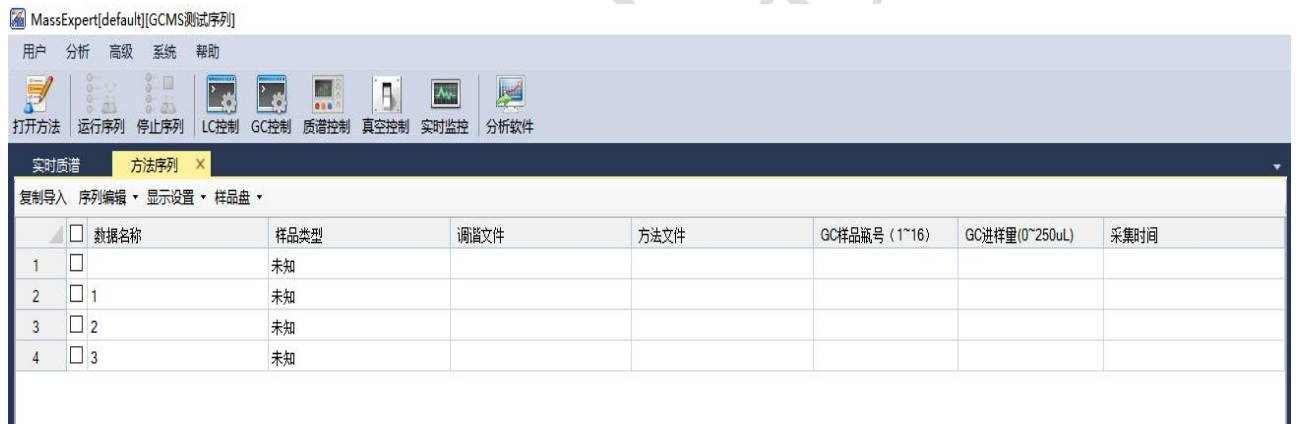 MassExpert[default][GCMS测试序列]
用户 分析 高级 系统 帮助
打开方法 运行序列 停止序列 LC控制 GC控制 质谱控制 真空控制 实时监控 分析软件
实时质谱 方法序列 ×
复制导入 序列编辑 显示设置 样品盘
数据名称 样品类型 调谐文件 方法文件 GC样品瓶号（1~16） GC进样量(0~250uL) 采集时间
1 未知
2 1 未知
3 2 未知
4 3 未知